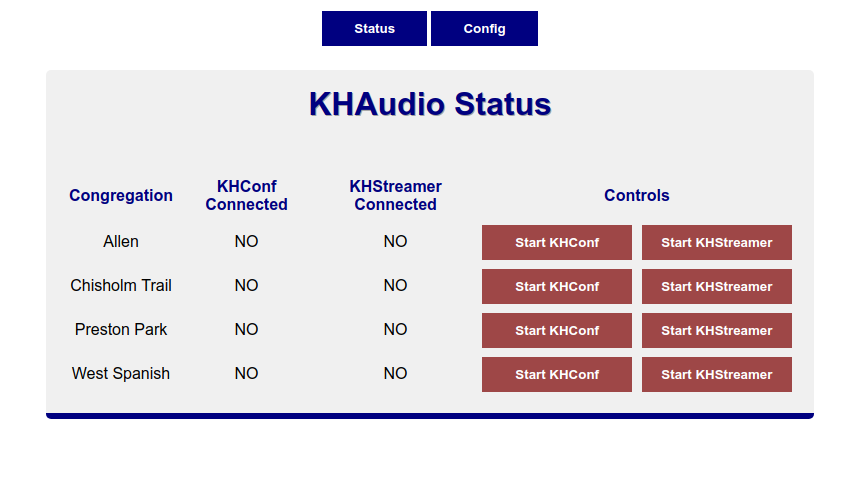 Status Config
KHAudio Status
Congregation KHConf Connected KHStreamer Connected Controls
Allen NO NO Start KHConf Start KHStreamer
Chisholm Trail NO NO Start KHConf Start KHStreamer
Preston Park NO NO Start KHConf Start KHStreamer
West Spanish NO NO Start KHConf Start KHStreamer